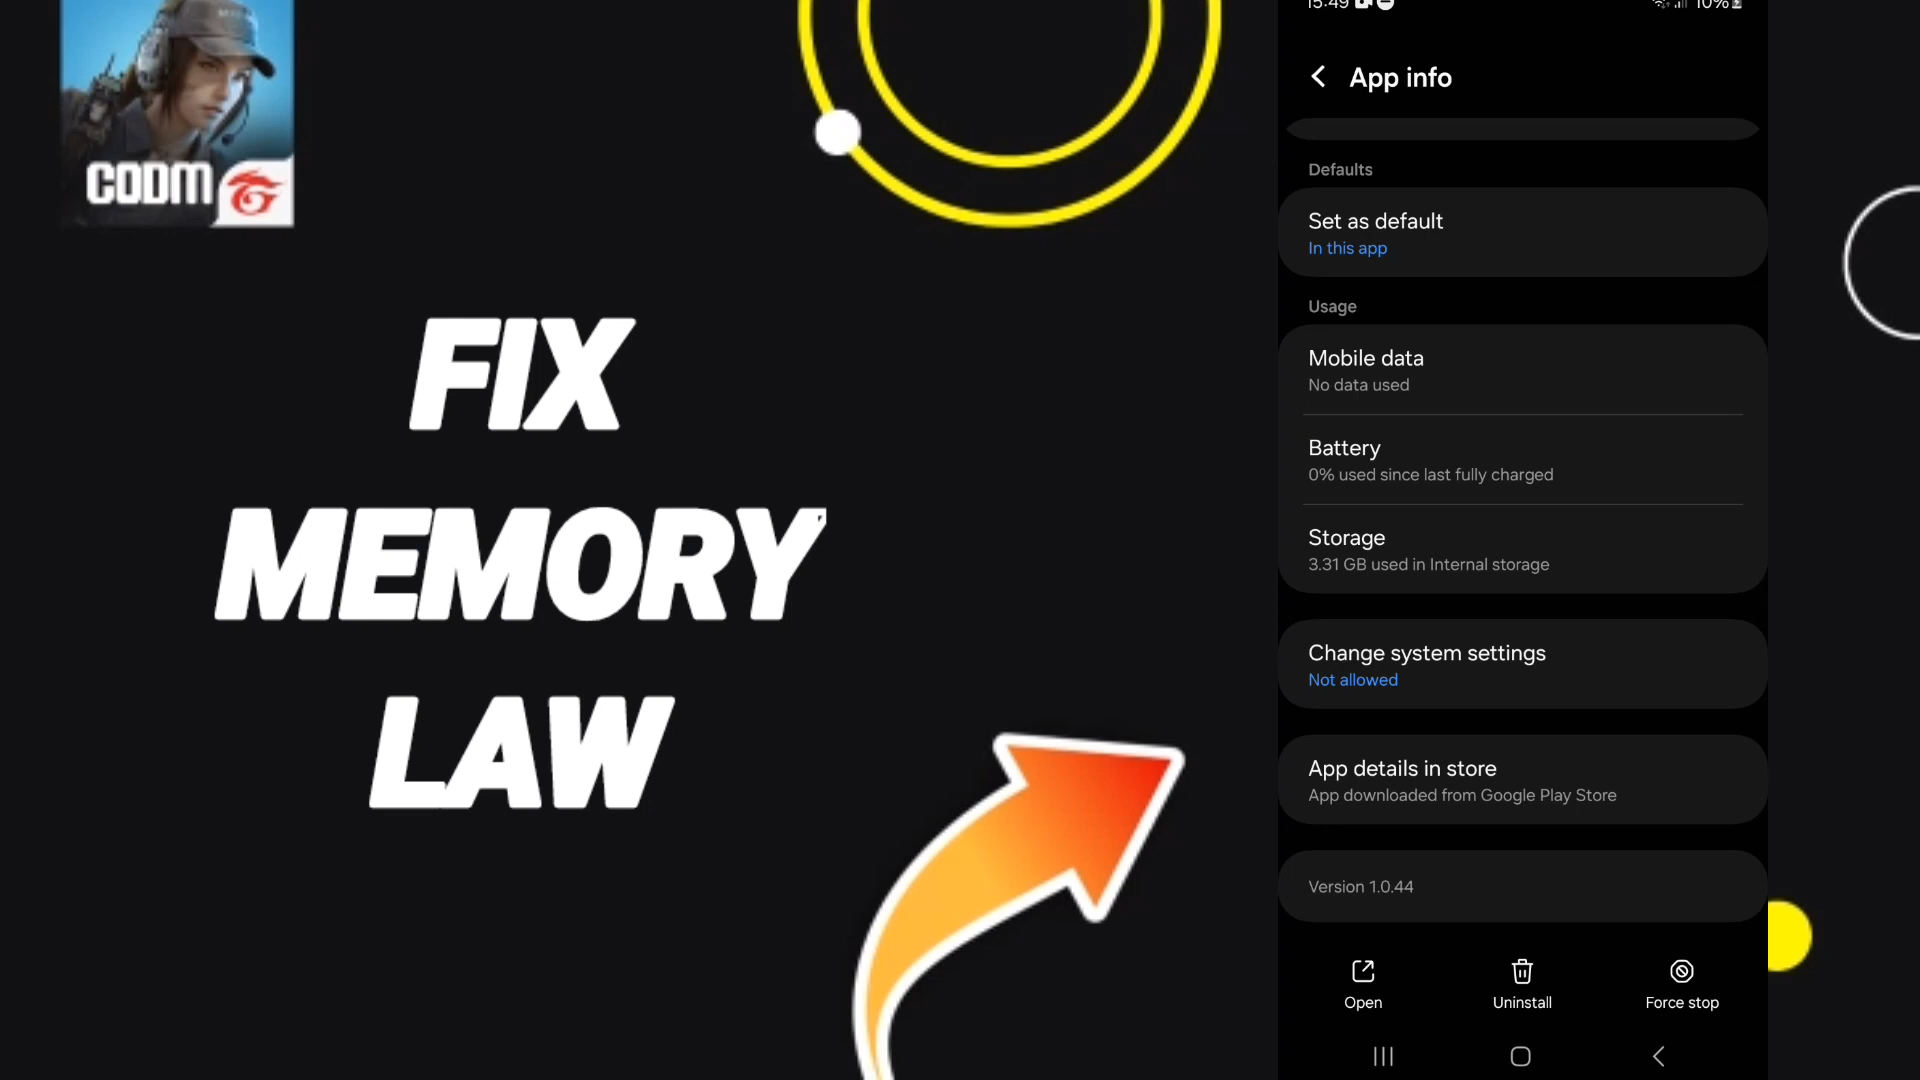 CODM
FIX
MEMORY
LAW
15:49
10%
App info
Defaults
Set as default
In this app
Usage
Mobile data
No data used
Battery
0% used since last fully charged
Storage
3.31 GB used in Internal storage
Change system settings
Not allowed
App details in store
App downloaded from Google Play Store
Version 1.0.44
Open
Uninstall
Force stop